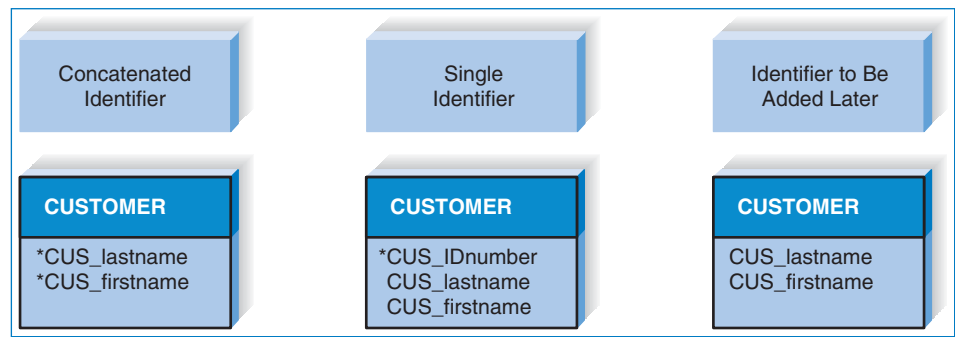 Concatenated
Identifier
Single
Identifier
Identifier to Be
Added Later
CUSTOMER
*CUS_lastname
*CUS_firstname
CUSTOMER
*CUS_IDnumber
CUS_lastname
CUS_firstname
CUSTOMER
CUS_lastname
CUS_firstname